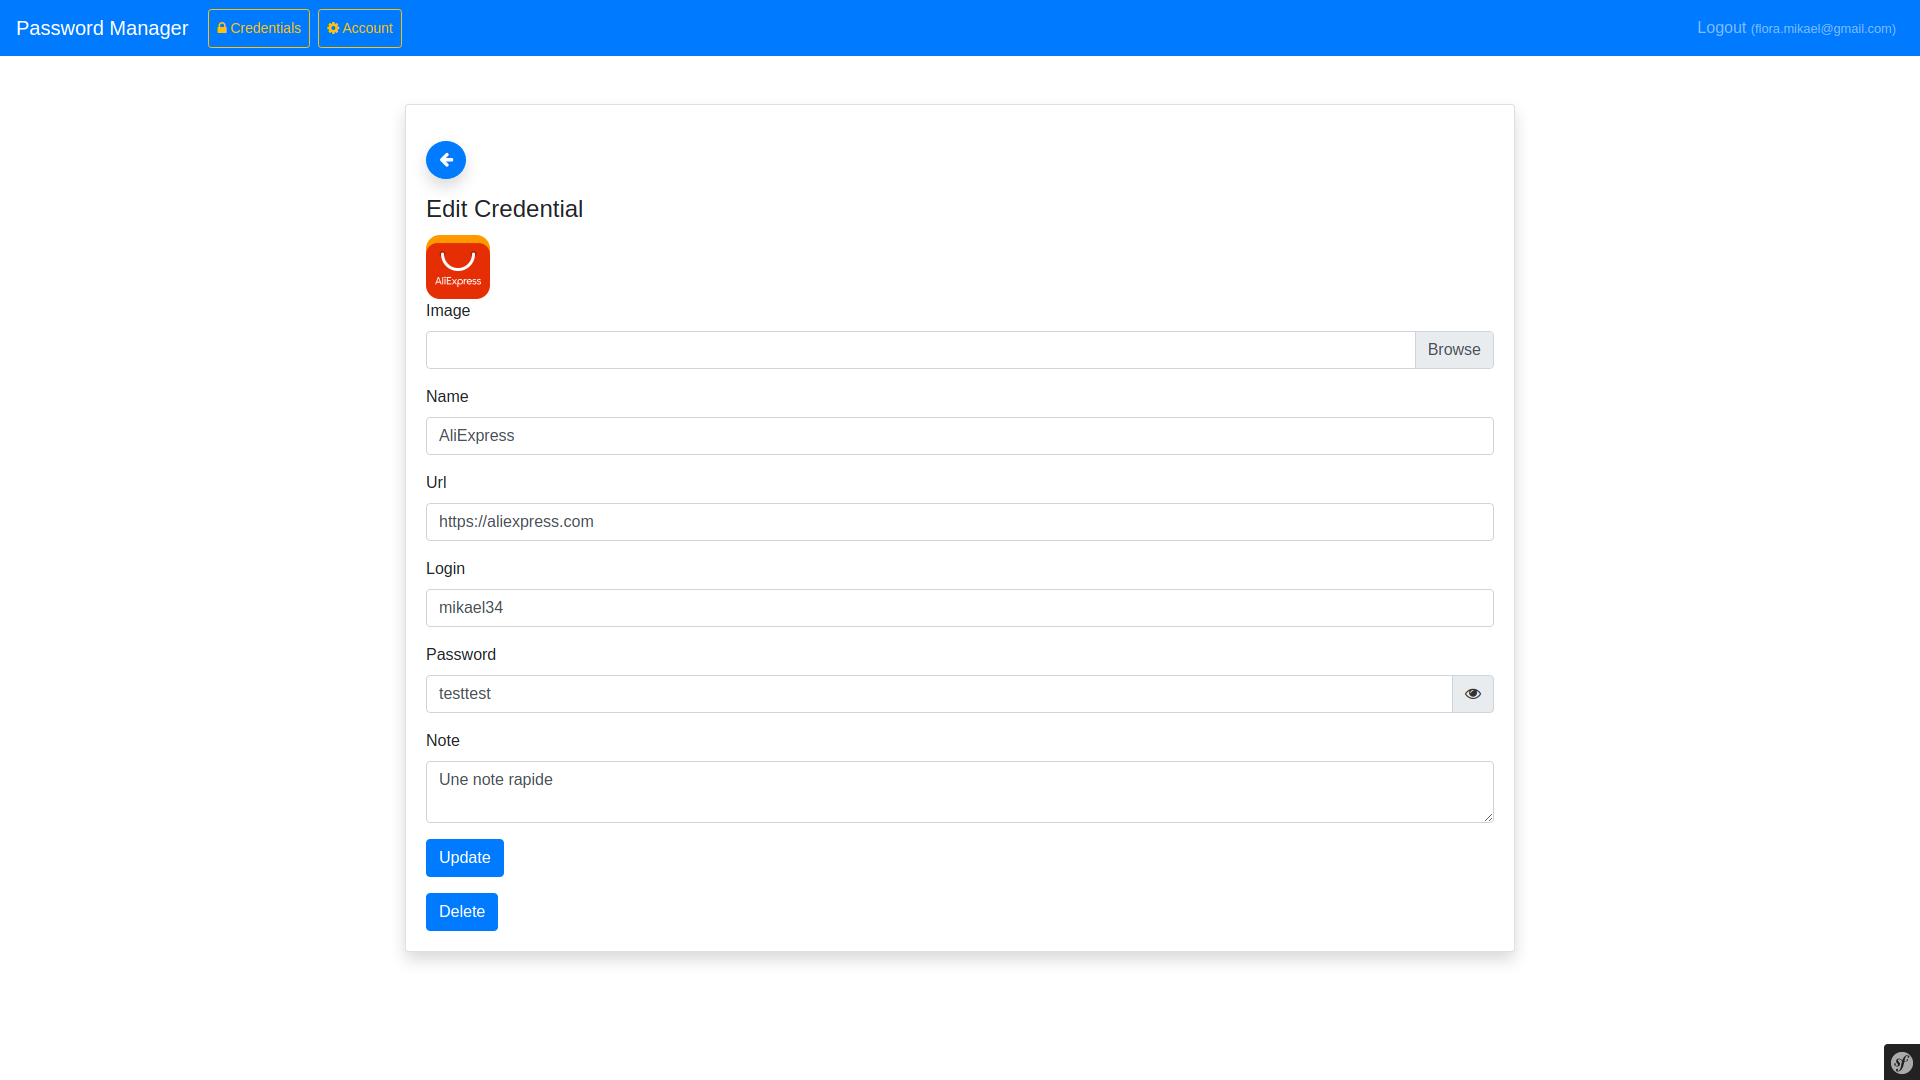 Password Manager Credentials Account Logout (flora.mikael@gmail.com)
Edit Credential
AliExpress
Image
Browse
Name
AliExpress
Url
https://aliexpress.com
Login
mikael34
Password
testtest
Note
Une note rapide
Update
Delete
sf